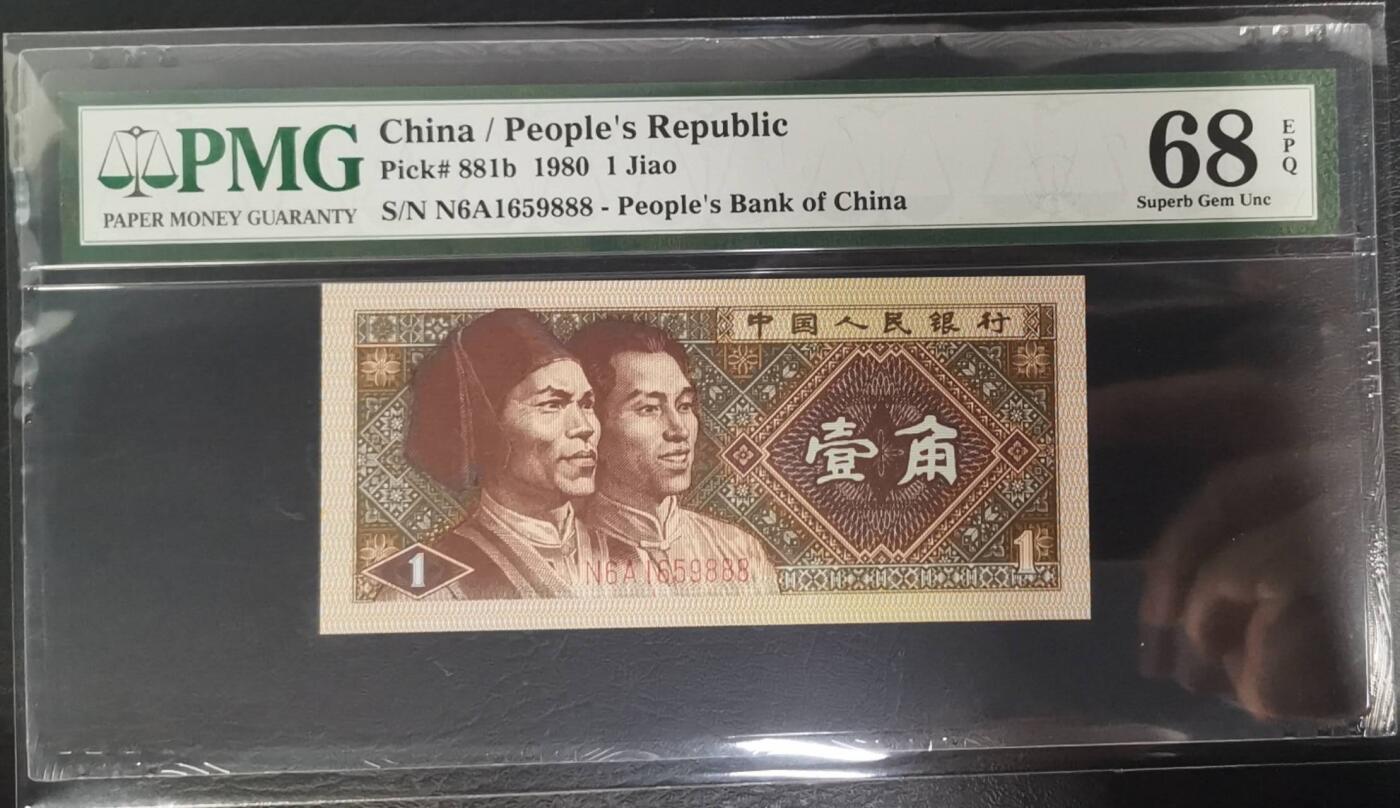 PMG
PAPER MONEY GUARANTY
China / People's Republic
Pick# 881b 1980 1 Jiao
S/N N6A1659888 - People's Bank of China
68
EPQ
Superb Gem Unc
中国人民银行
壹角
1
1
N6A1659888